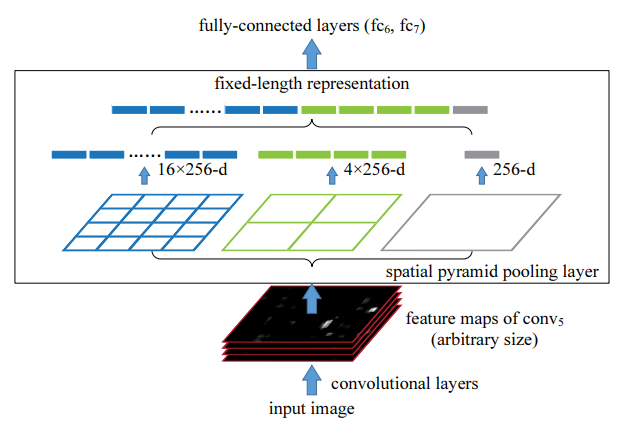 fully-connected layers (fc6, fc7)
fixed-length representation
......
......
16×256-d
4×256-d
256-d
spatial pyramid pooling layer
feature maps of conv5
(arbitrary size)
convolutional layers
input image